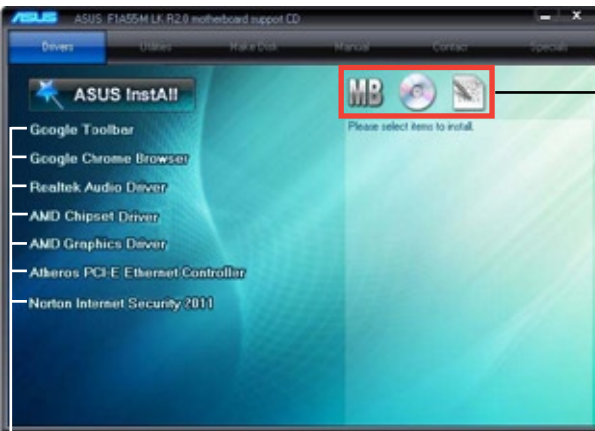 ASUS ASUS F1A55M LK R2.0 motherboard support CD
Drivers Utilities Make Disk Manual Contact Specials
ASUS InstAll
MB
Please select items to install.
Google Toolbar
Google Chrome Browser
Realtek Audio Driver
AMD Chipset Driver
AMD Graphics Driver
Atheros PCI-E Ethernet Controller
Norton Internet Security 2011